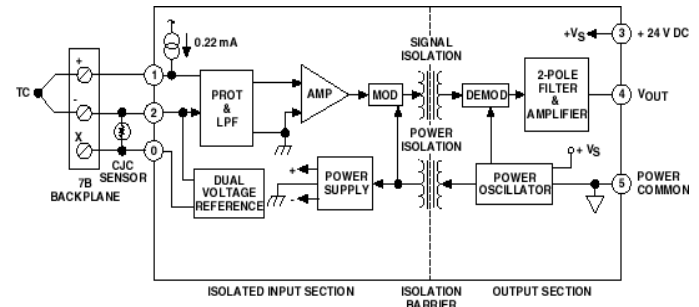 0.22 mA
SIGNAL
ISOLATION
+VS
3
+ 24 V DC
TC
+
1
PROT
&
LPF
AMP
MOD
DEMOD
2-POLE
FILTER
&
AMPLIFIER
4
VOUT
-
2
X
0
CJC
SENSOR
7B
BACKPLANE
DUAL
VOLTAGE
REFERENCE
+
-
POWER
SUPPLY
POWER
ISOLATION
POWER
OSCILLATOR
+ VS
5
POWER
COMMON
ISOLATED INPUT SECTION
ISOLATION
BARRIER
OUTPUT SECTION